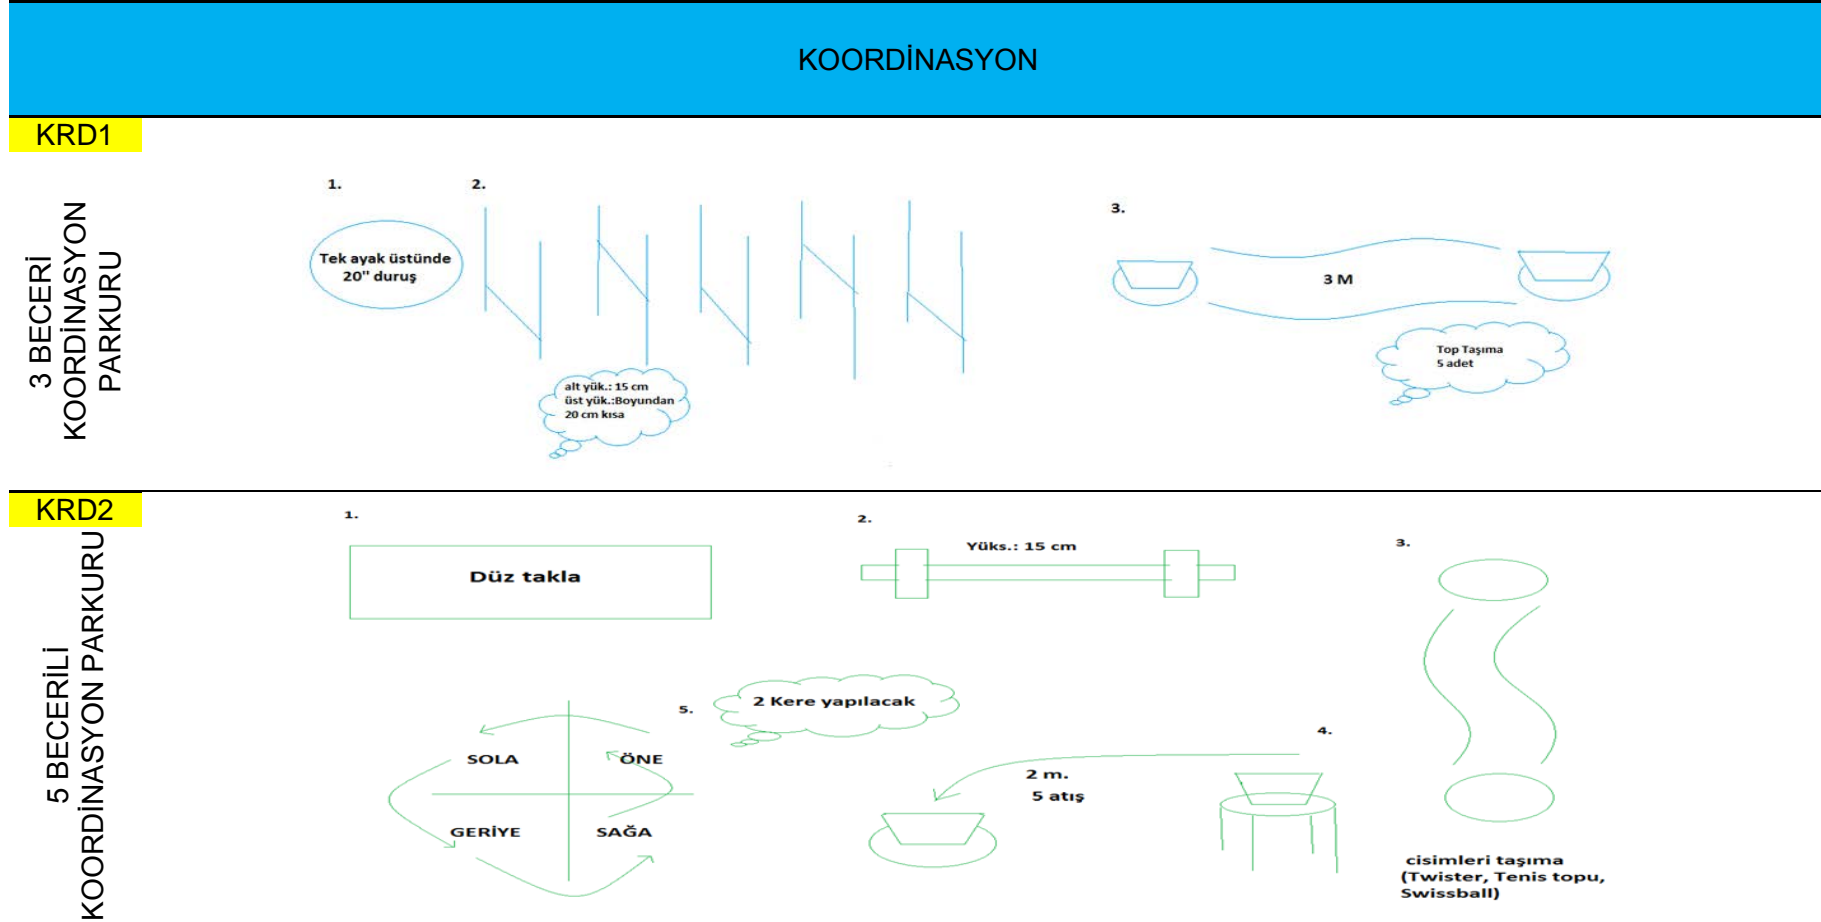 KOORDİNASYON
KRD1
3 BECERİ
KOORDİNASYON
PARKURU
1.
Tek ayak üstünde
20" duruş
2.
alt yük.: 15 cm
üst yük.:Boyundan
20 cm kısa
3.
3 M
Top Taşıma
5 adet
KRD2
5 BECERİLİ
KOORDİNASYON PARKURU
1.
Düz takla
2.
Yüks.: 15 cm
3.
cisimleri taşıma
(Twister, Tenis topu,
Swissball)
4.
2 m.
5 atış
5.
2 Kere yapılacak
SOLA
ÖNE
GERİYE
SAĞA